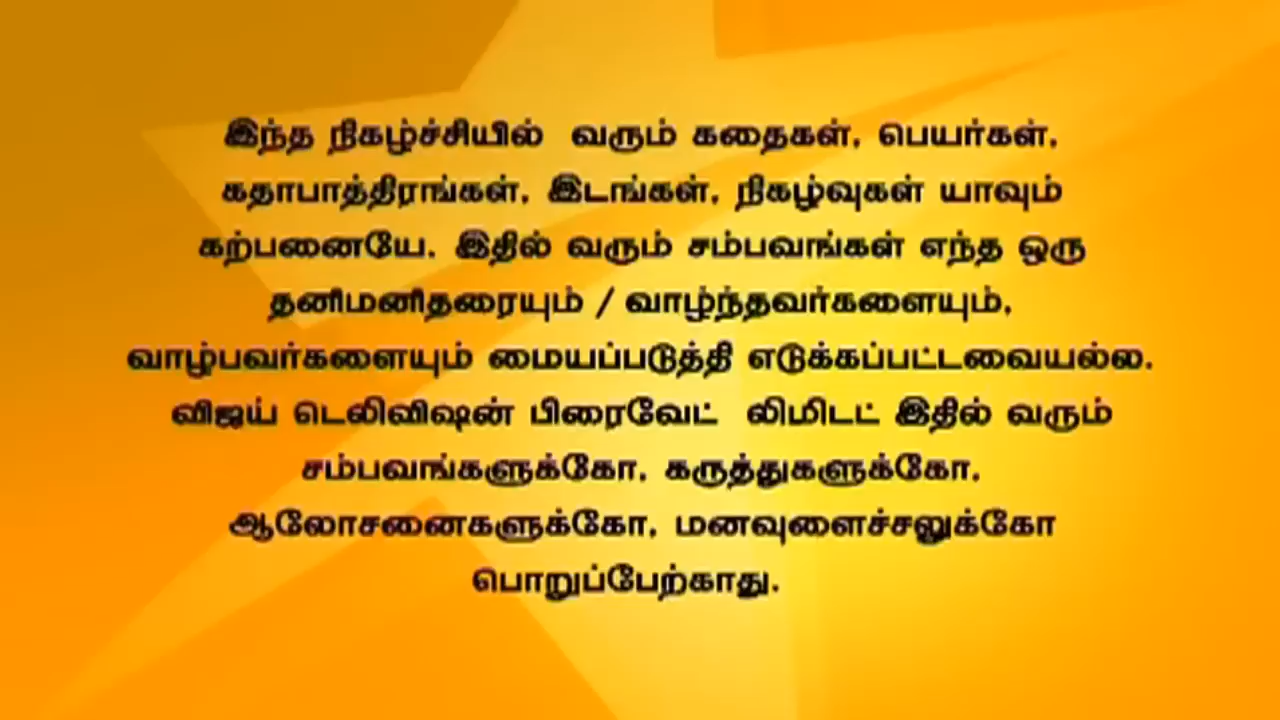 இந்த நிகழ்ச்சியில் வரும் கதைகள், பெயர்கள்,
கதாபாத்திரங்கள், இடங்கள், நிகழ்வுகள் யாவும்
கற்பனையே. இதில் வரும் சம்பவங்கள் எந்த ஒரு
தனிமனிதரையும் / வாழ்ந்தவர்களையும்,
வாழ்பவர்களையும் மையப்படுத்தி எடுக்கப்பட்டவையல்ல.
விஜய் டெலிவிஷன் பிரைவேட் லிமிடட் இதில் வரும்
சம்பவங்களுக்கோ, கருத்துகளுக்கோ,
ஆலோசனைகளுக்கோ, மனவுளைச்சலுக்கோ
பொறுப்பேற்காது.